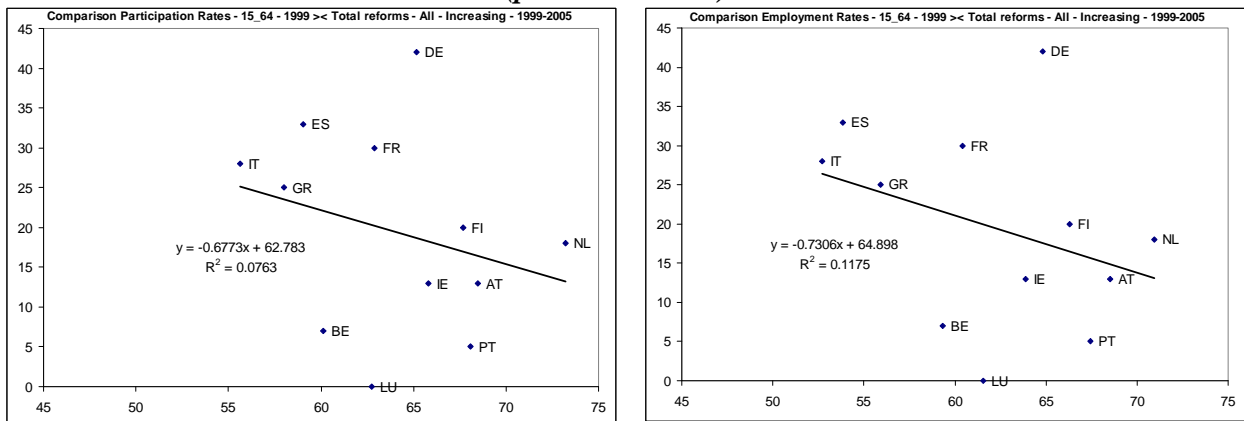 Comparison Participation Rates - 15_64 - 1999 >< Total reforms - All - Increasing - 1999-2005
45
40
35
30
25
20
15
10
5
0
45
50
55
60
65
70
75
DE
ES
FR
IT
GR
FI
NL
IE
AT
BE
PT
LU
y = -0.6773x + 62.783
R² = 0.0763
Comparison Employment Rates - 15_64 - 1999 >< Total reforms - All - Increasing - 1999-2005
45
40
35
30
25
20
15
10
5
0
45
50
55
60
65
70
75
DE
ES
FR
IT
GR
FI
NL
IE
AT
BE
PT
LU
y = -0.7306x + 64.898
R² = 0.1175